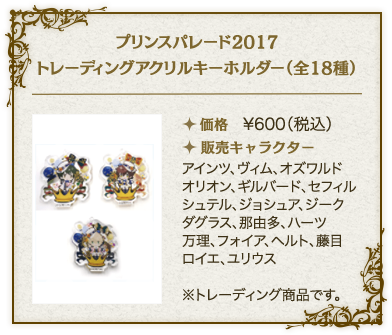 プリンスパレード2017
トレーディングアクリルキーホルダー（全18種）
✦ 価格　¥600（税込）
✦ 販売キャラクター
アインツ、ヴィム、オズワルド
オリオン、ギルバード、セフィル
シュテル、ジョシュア、ジーク
ダグラス、那由多、ハーツ
万理、フォイア、ヘルト、藤目
ロイエ、ユリウス
※トレーディング商品です。